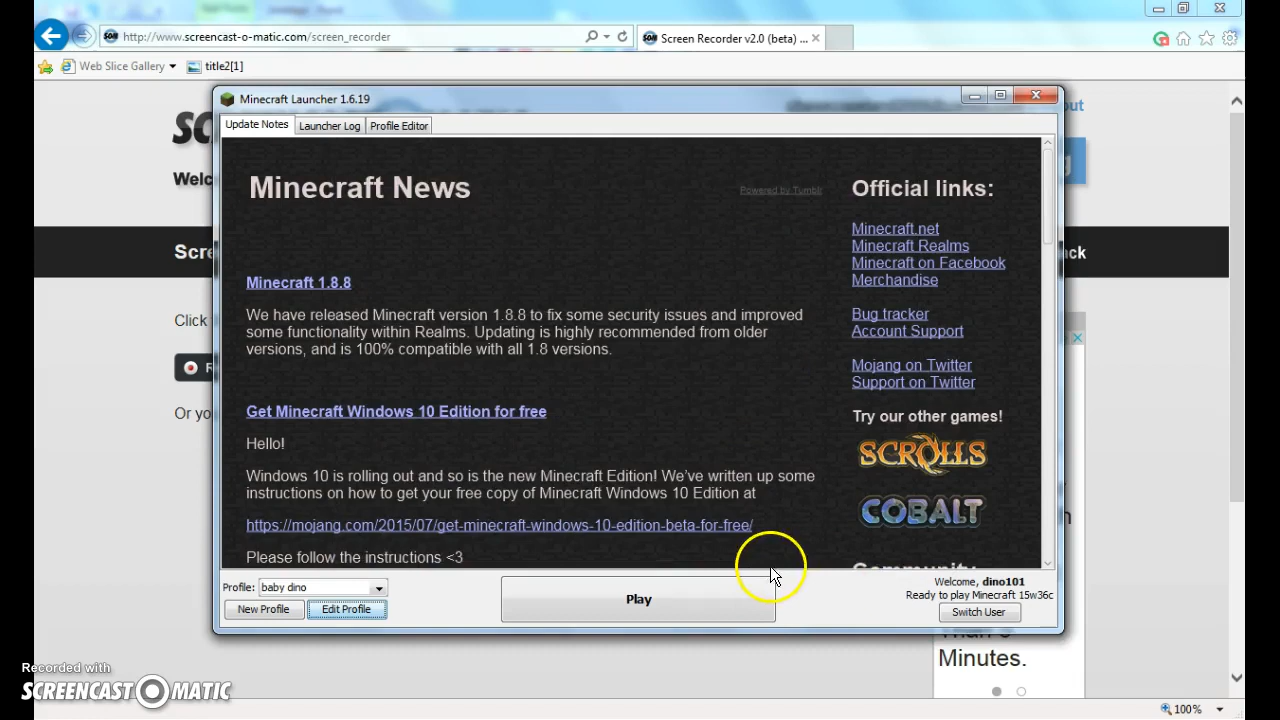 http://www.screencast-o-matic.com/screen_recorder
SOM Screen Recorder v2.0 (beta) ...
Web Slice Gallery
title2[1]
Minecraft Launcher 1.6.19
Update Notes
Launcher Log
Profile Editor
Welc
Scre
ck
Click
Or yo
Minecraft News
Powered by Tumblr
Minecraft 1.8.8
We have released Minecraft version 1.8.8 to fix some security issues and improved
some functionality within Realms. Updating is highly recommended from older
versions, and is 100% compatible with all 1.8 versions.
Get Minecraft Windows 10 Edition for free
Hello!
Windows 10 is rolling out and so is the new Minecraft Edition! We've written up some
instructions on how to get your free copy of Minecraft Windows 10 Edition at
https://mojang.com/2015/07/get-minecraft-windows-10-edition-beta-for-free/
Please follow the instructions <3
Official links:
Minecraft.net
Minecraft Realms
Minecraft on Facebook
Merchandise
Bug tracker
Account Support
Mojang on Twitter
Support on Twitter
Try our other games!
SCROLLS
COBALT
Community
Profile: baby dino
New Profile
Edit Profile
Play
Welcome, dino101
Ready to play Minecraft 15w36c
Switch User
Minutes.
Recorded with
SCREENCAST-O-MATIC
100%